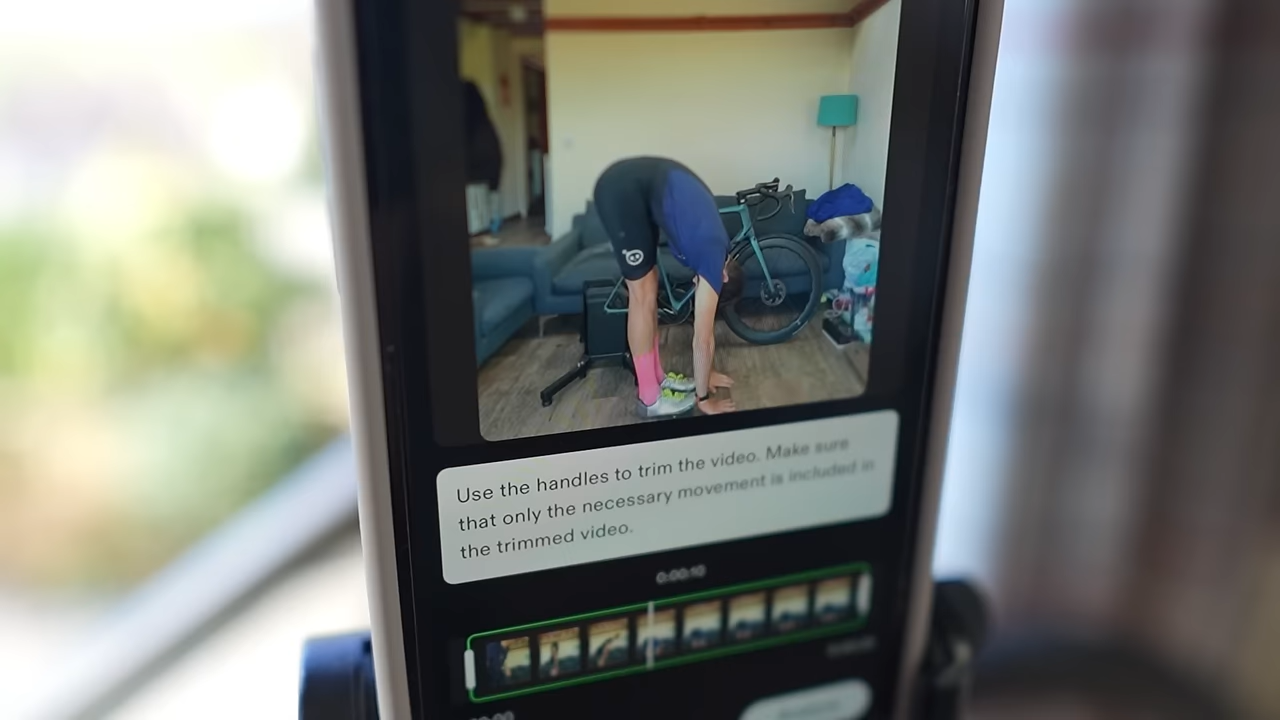 Use the handles to trim the video. Make sure
that only the necessary movement is included in
the trimmed video.
0:00:10